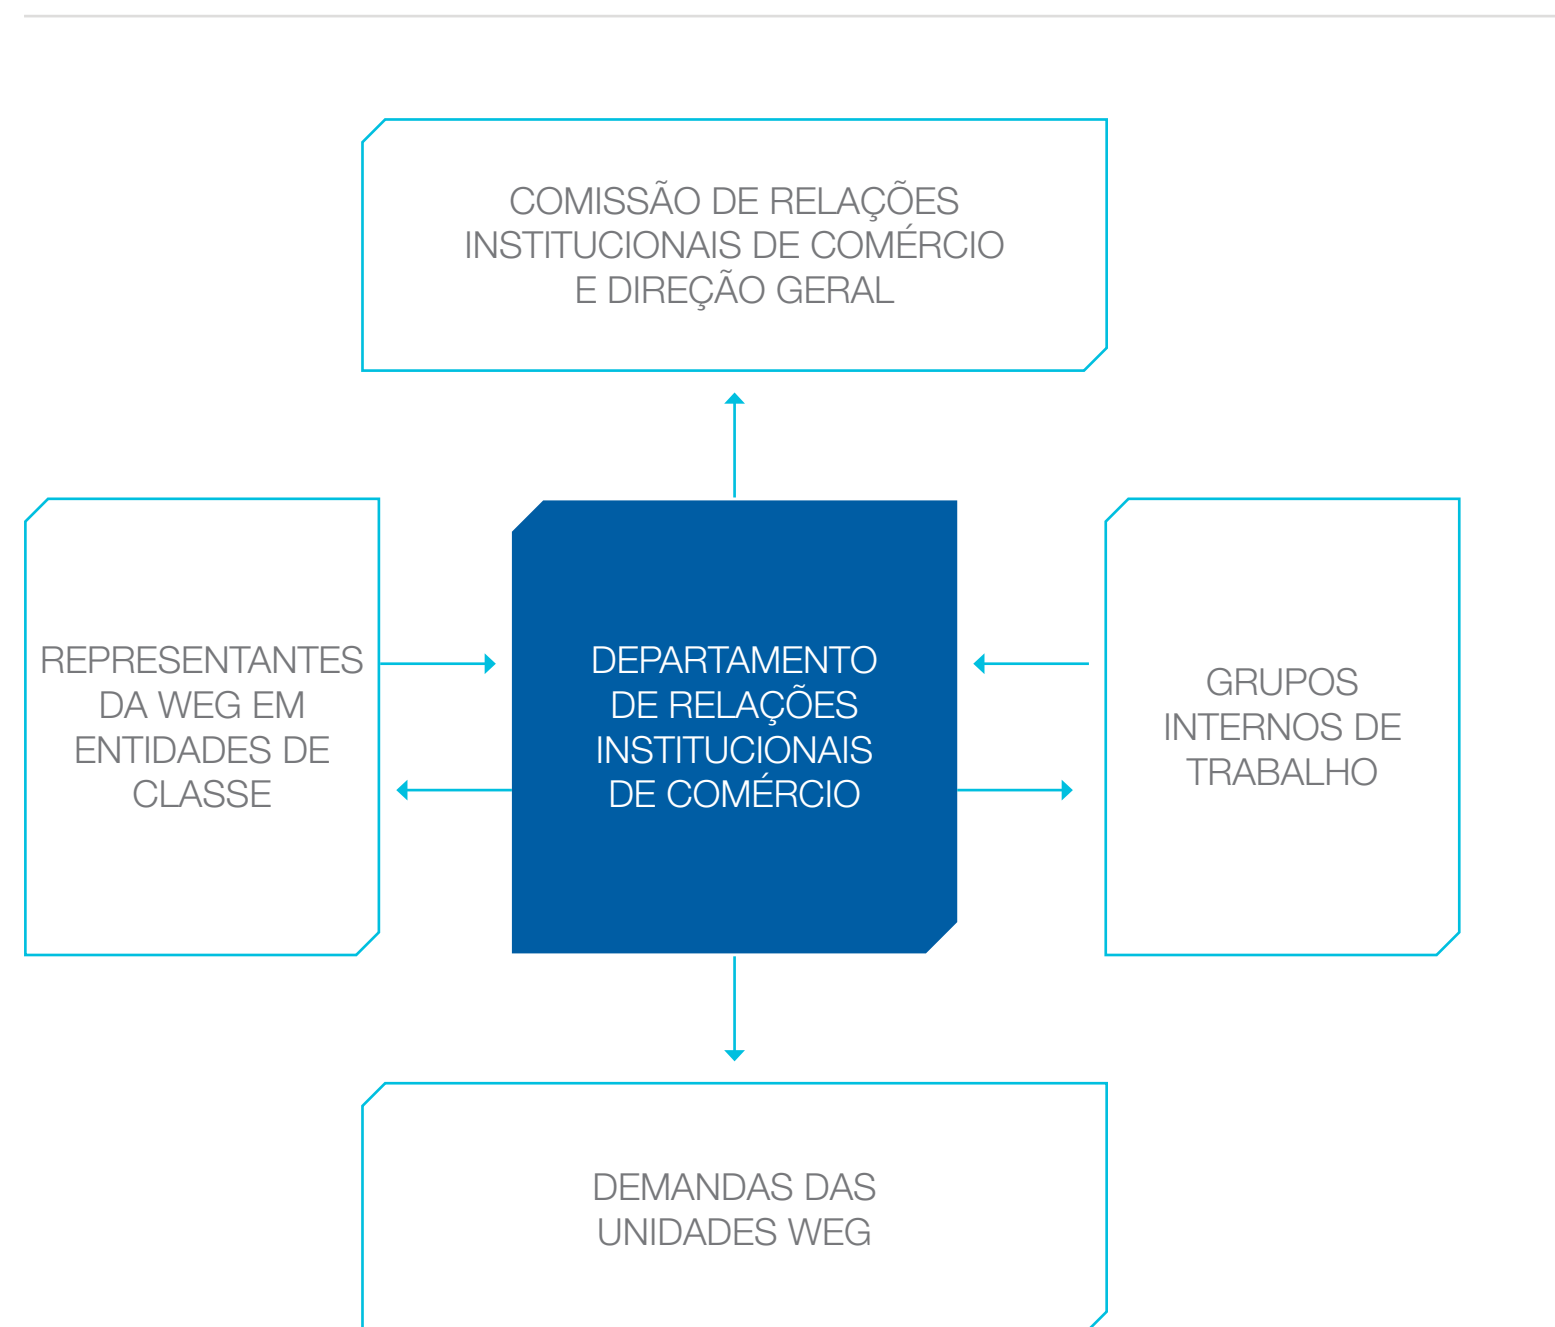 COMISSÃO DE RELAÇÕES
INSTITUCIONAIS DE COMÉRCIO
E DIREÇÃO GERAL
REPRESENTANTES
DA WEG EM
ENTIDADES DE
CLASSE
DEPARTAMENTO
DE RELAÇÕES
INSTITUCIONAIS
DE COMÉRCIO
GRUPOS
INTERNOS DE
TRABALHO
DEMANDAS DAS
UNIDADES WEG